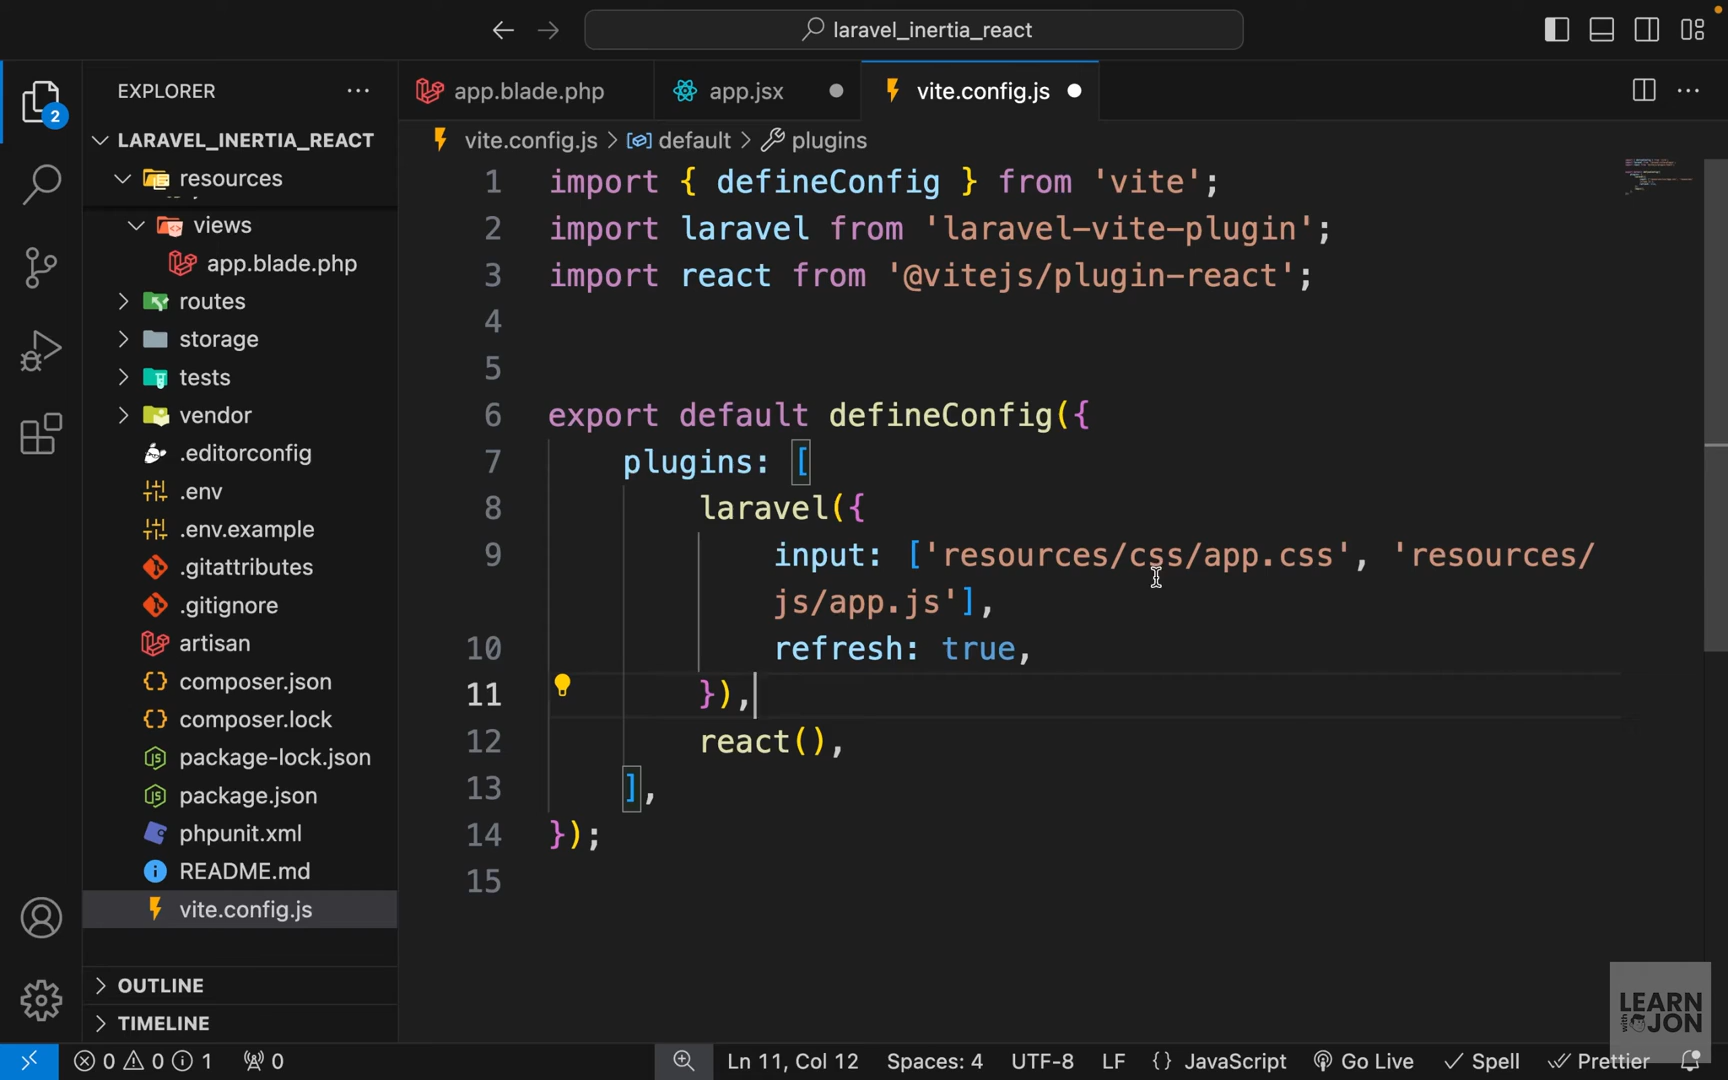 laravel_inertia_react
EXPLORER
2
LARAVEL_INERTIA_REACT
resources
views
app.blade.php
routes
storage
tests
vendor
.editorconfig
.env
.env.example
.gitattributes
.gitignore
artisan
composer.json
composer.lock
package-lock.json
package.json
phpunit.xml
README.md
vite.config.js
OUTLINE
TIMELINE
app.blade.php
app.jsx
vite.config.js
vite.config.js > default > plugins
1 import { defineConfig } from 'vite';
2 import laravel from 'laravel-vite-plugin';
3 import react from '@vitejs/plugin-react';
4
5
6 export default defineConfig({
7 plugins: [
8 laravel({
9 input: ['resources/css/app.css', 'resources/
js/app.js'],
10 refresh: true,
11 }),
12 react(),
13 ],
14 });
15
LEARN
with
JON
0 0 1 0 Ln 11, Col 12 Spaces: 4 UTF-8 LF {} JavaScript Go Live Spell Prettier